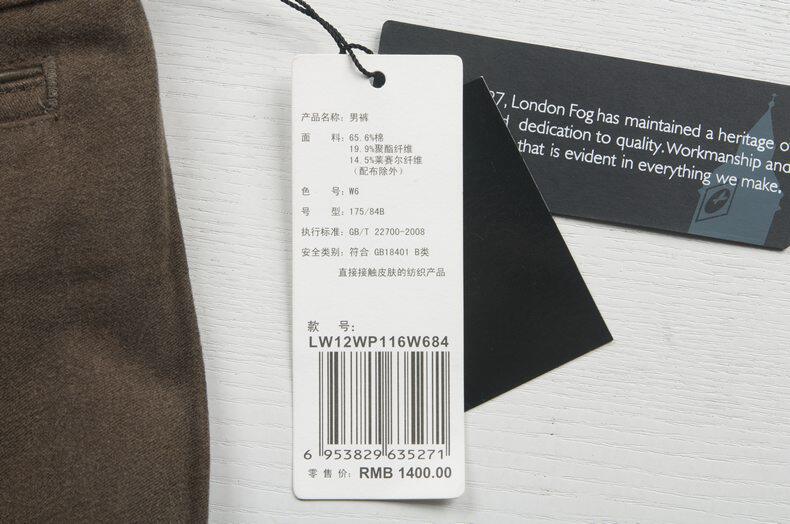 产品名称: 男裤
面 料: 65.6%棉
19.9%聚酯纤维
14.5%莱赛尔纤维
(配布除外)
色 号: W6
号 型: 175/84B
执行标准: GB/T 22700-2008
安全类别: 符合 GB18401 B类
直接接触皮肤的纺织产品
款 号:
LW12WP116W684
6 953829 635271
零售价: RMB 1400.00
7, London Fog has maintained a heritage o
dedication to quality. Workmanship and
that is evident in everything we make.